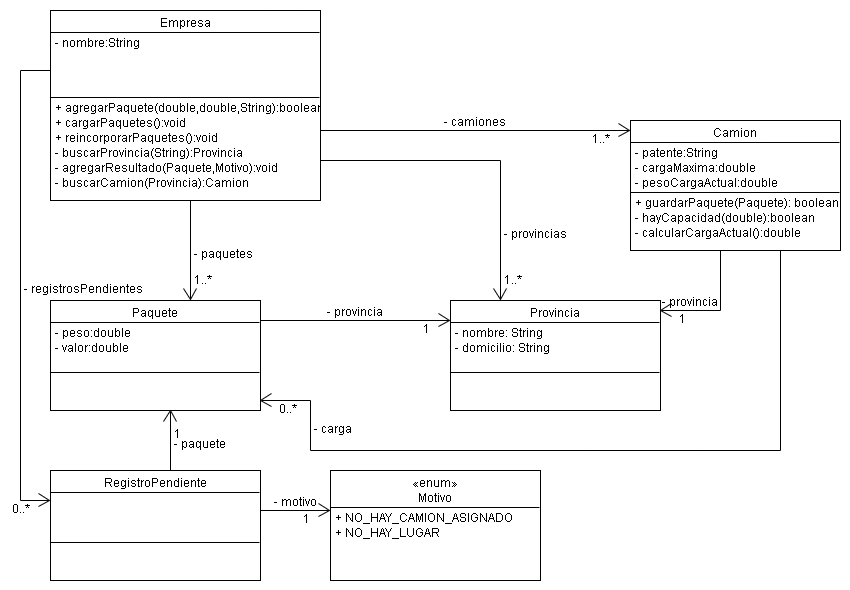 Empresa
- nombre:String
+ agregarPaquete(double,double,String):boolean
+ cargarPaquetes():void
+ reincorporarPaquetes():void
- buscarProvincia(String):Provincia
- agregarResultado(Paquete,Motivo):void
- buscarCamion(Provincia):Camion
- camiones
1..*
Camion
- patente:String
- cargaMaxima:double
- pesoCargaActual:double
+ guardarPaquete(Paquete): boolean
- hayCapacidad(double):boolean
- calcularCargaActual():double
- provincias
1..*
- paquetes
1..*
- registrosPendientes
0..*
Paquete
- peso:double
- valor:double
- provincia
1
Provincia
- nombre: String
- domicilio: String
- provincia
1
0..*
- carga
1
- paquete
RegistroPendiente
- motivo
1
«enum»
Motivo
+ NO_HAY_CAMION_ASIGNADO
+ NO_HAY_LUGAR